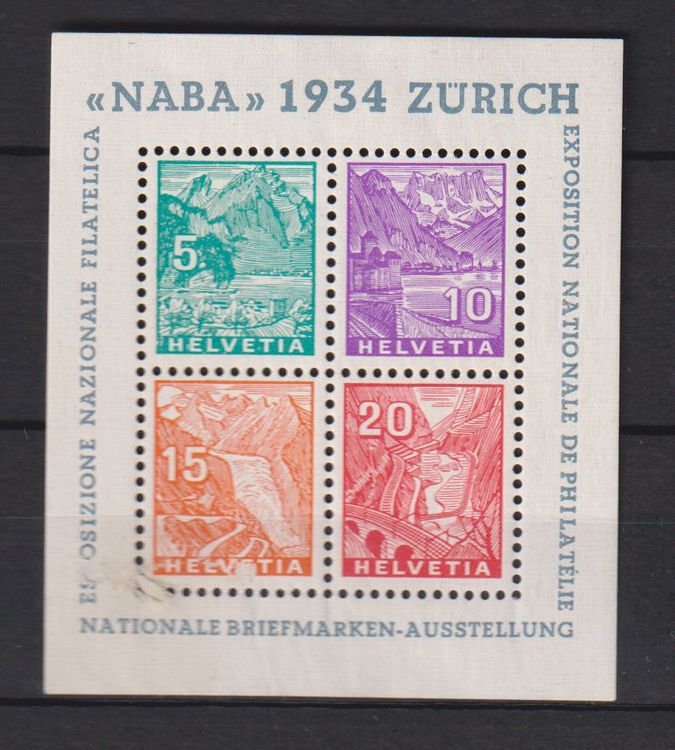 «NABA» 1934 ZÜRICH
ESPOSIZIONE NAZIONALE FILATELICA
5
HELVETIA
10
HELVETIA
15
HELVETIA
20
HELVETIA
EXPOSITION NATIONALE DE PHILATÉLIE
NATIONALE BRIEFMARKEN-AUSSTELLUNG